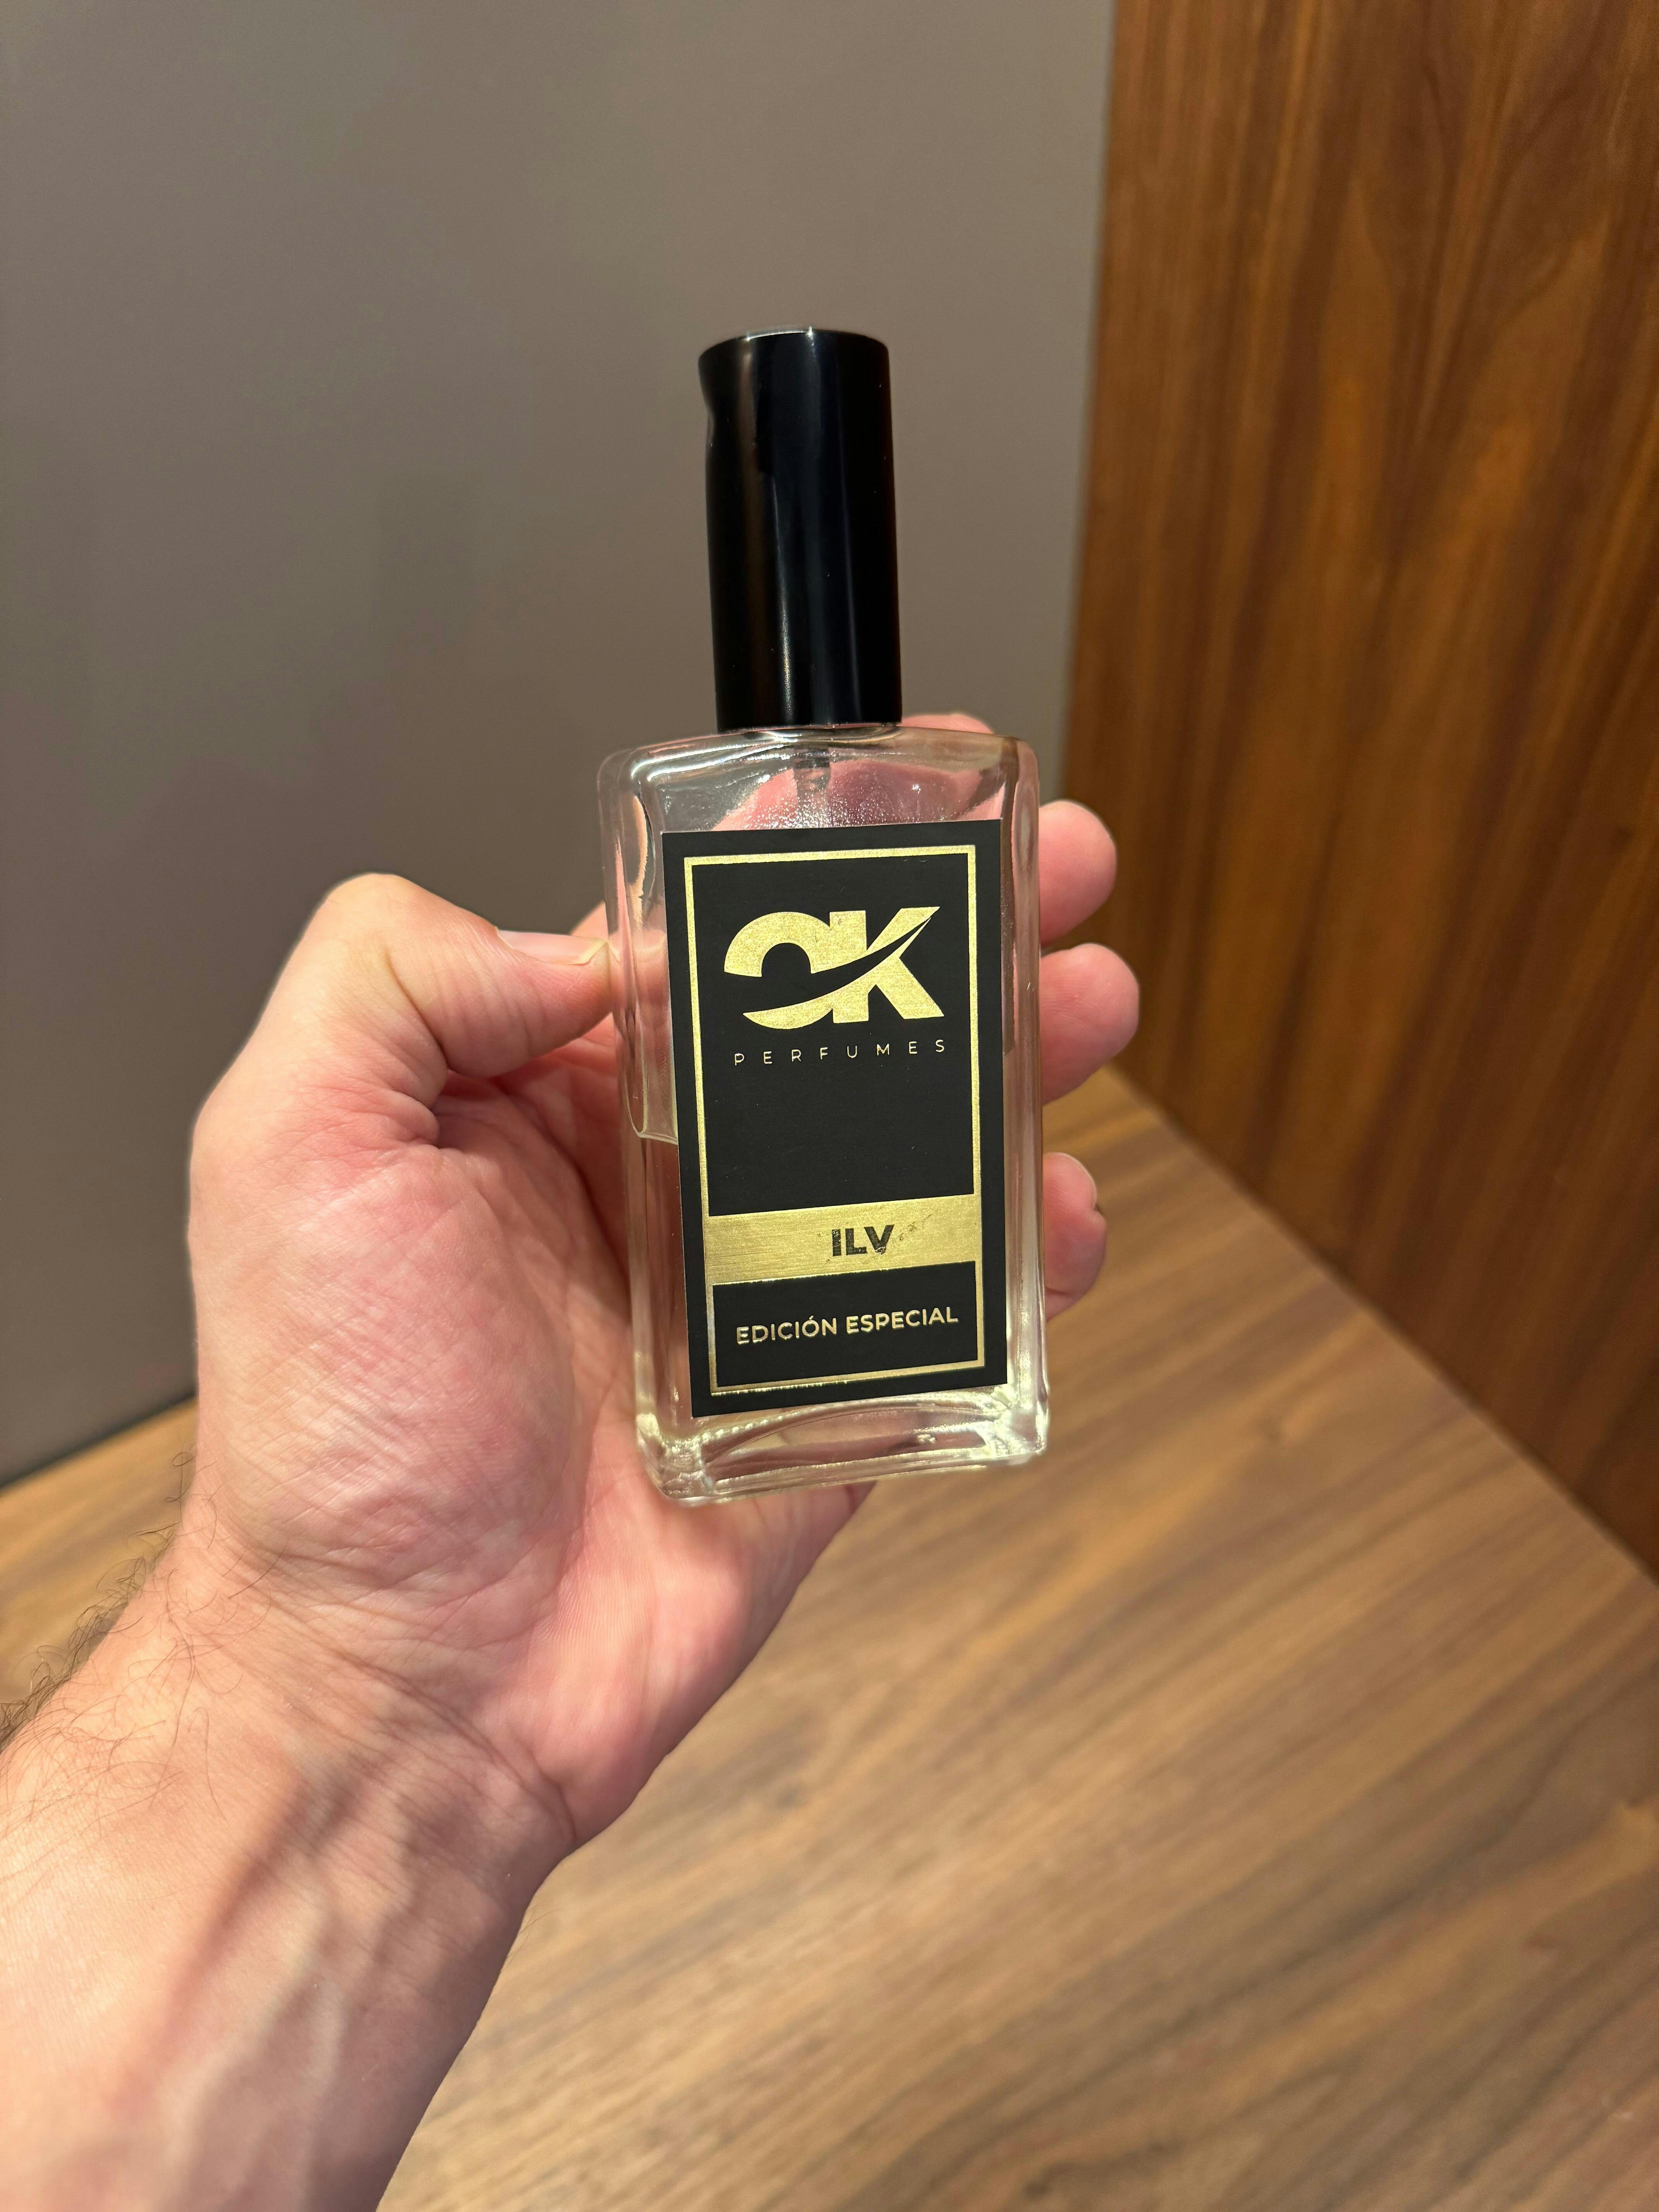 OK
PERFUMES
ILV
EDICIÓN ESPECIAL